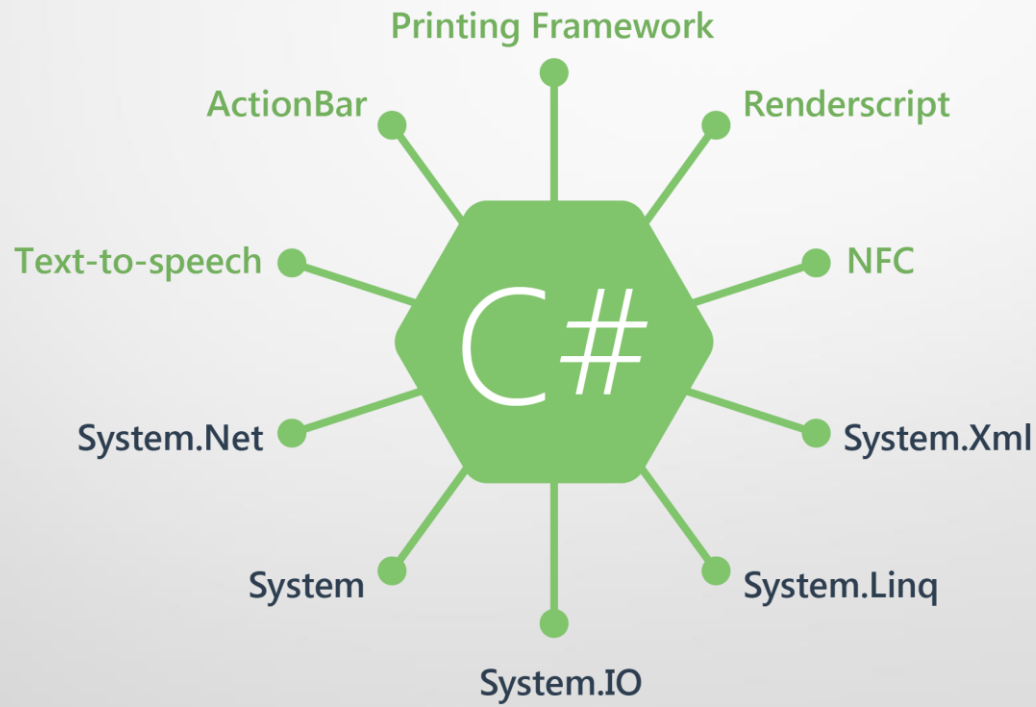 Printing Framework
ActionBar
Renderscript
Text-to-speech
NFC
C#
System.Net
System.Xml
System
System.Linq
System.IO